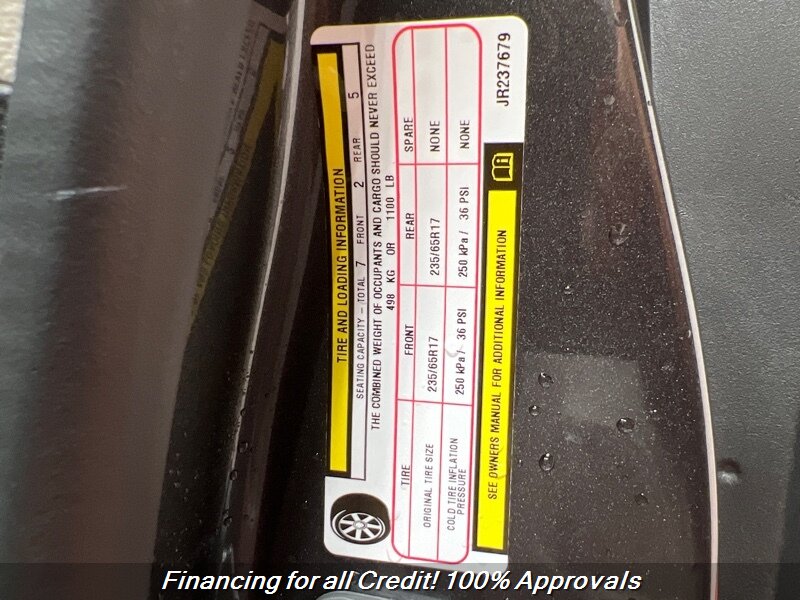 TIRE AND LOADING INFORMATION
SEATING CAPACITY – TOTAL 7 FRONT 2 REAR 5
THE COMBINED WEIGHT OF OCCUPANTS AND CARGO SHOULD NEVER EXCEED
498 KG OR 1100 LB
TIRE FRONT REAR SPARE
ORIGINAL TIRE SIZE 235/65R17 235/65R17 NONE
COLD TIRE INFLATION PRESSURE 250 kPa / 36 PSI 250 kPa / 36 PSI NONE
SEE OWNERS MANUAL FOR ADDITIONAL INFORMATION
JR237679
Financing for all Credit! 100% Approvals